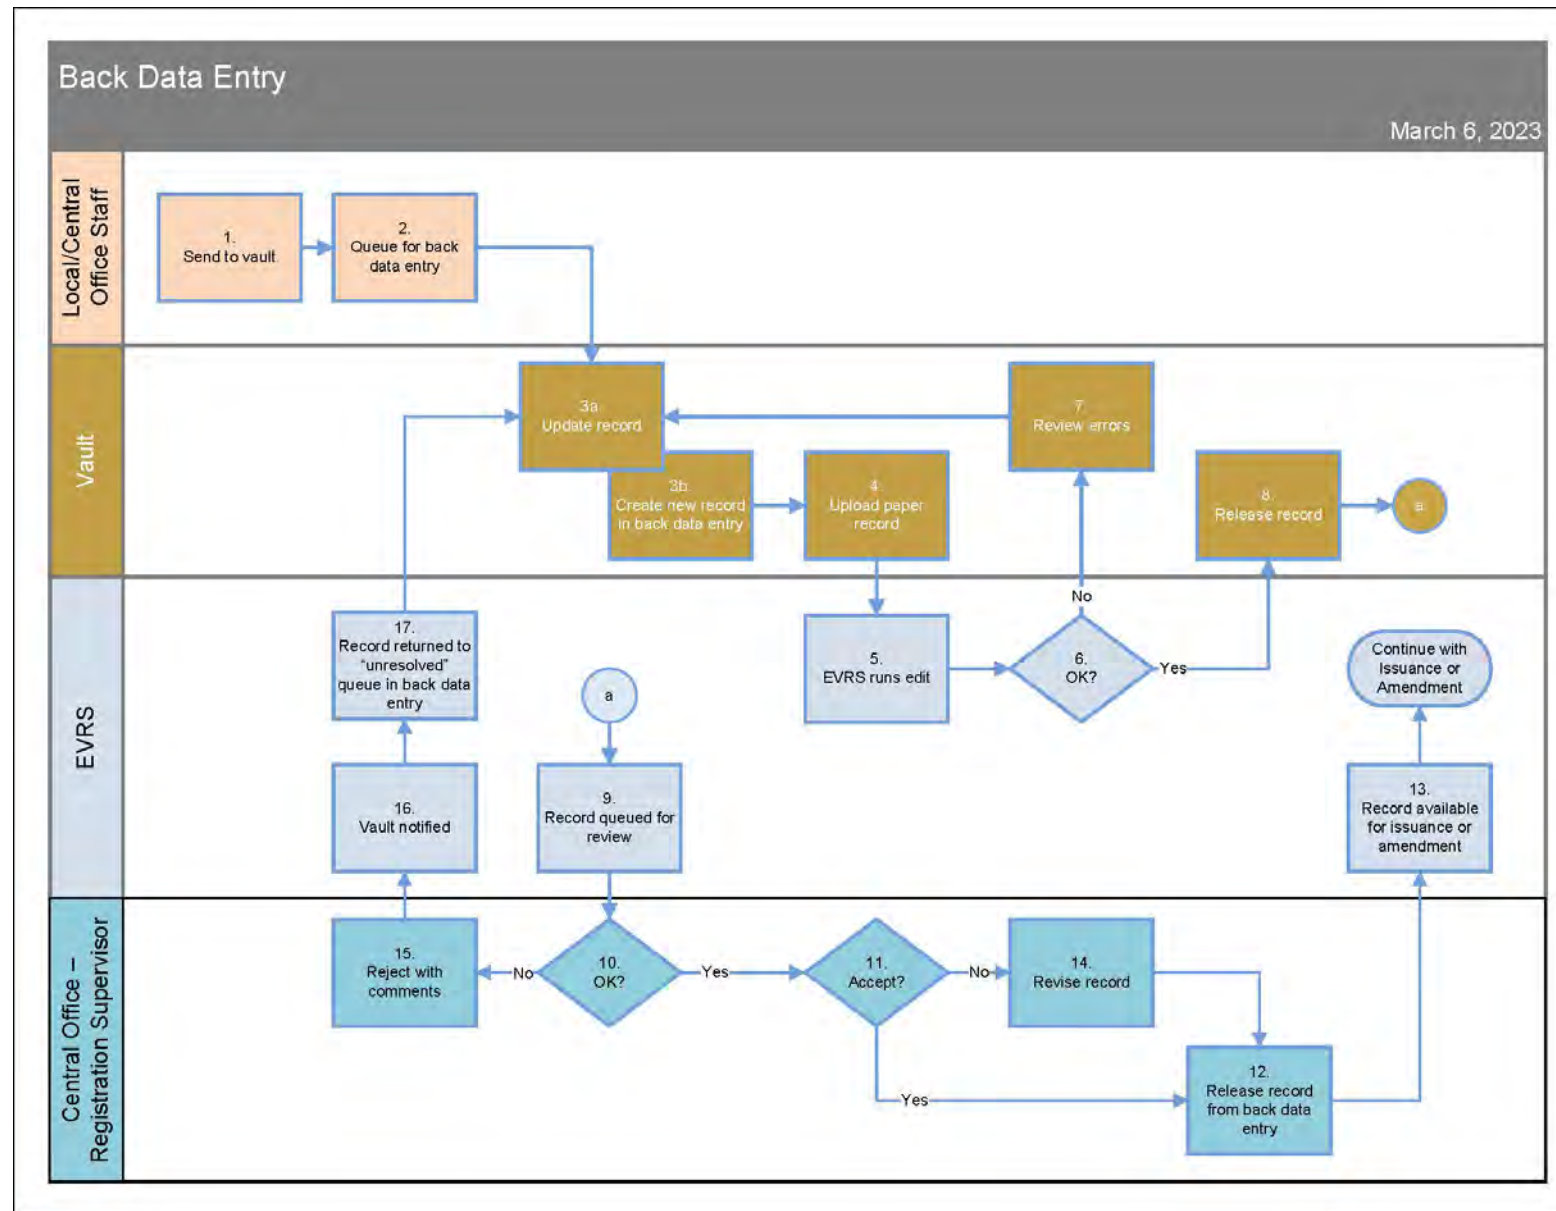 Back Data Entry
March 6, 2023
Local/Central
Office Staff
1.
Send to vault
2.
Queue for back
data entry
Vault
3a.
Update record
3b.
Create new record
in back data entry
4.
Upload paper
record
7.
Review errors
8.
Release record
a
EVRS
17.
Record returned to
"unresolved"
queue in back data
entry
16.
Vault notified
a
9.
Record queued for
review
5.
EVRS runs edit
6.
OK?
No
Yes
Continue with
Issuance or
Amendment
13.
Record available
for issuance or
amendment
Central Office –
Registration Supervisor
15.
Reject with
comments
No
10.
OK?
Yes
11.
Accept?
No
14.
Revise record
Yes
12.
Release record
from back data
entry